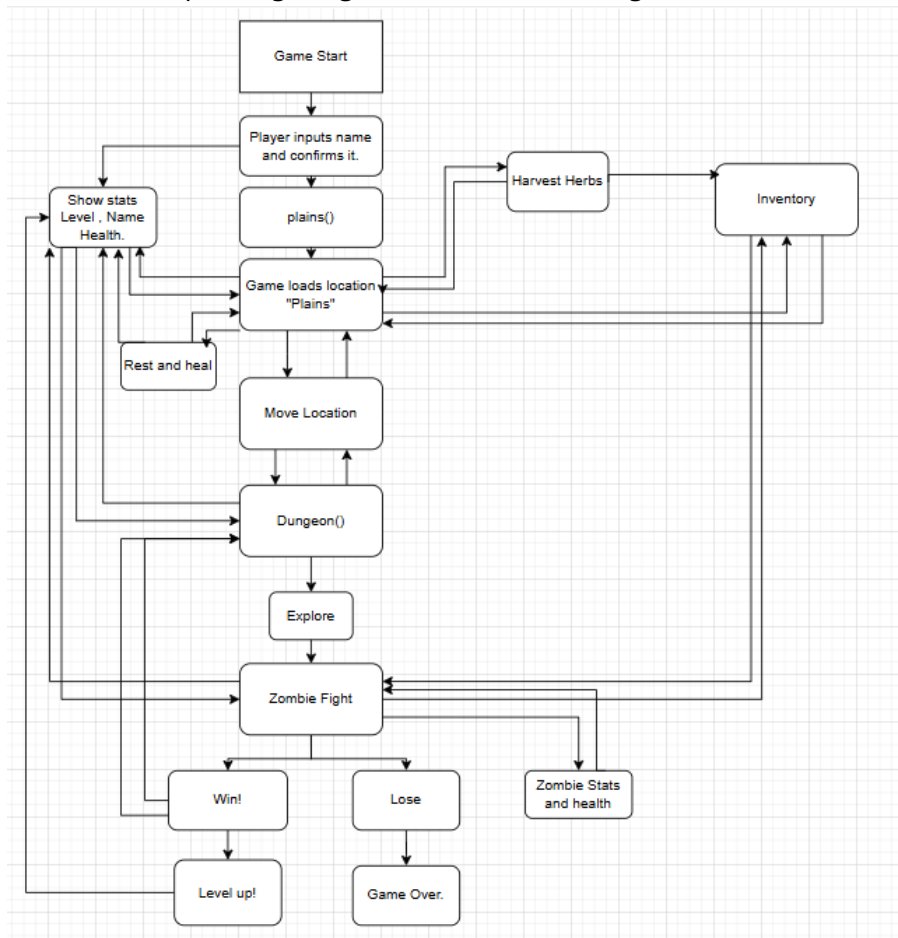 Game Start
Player inputs name
and confirms it.
Harvest Herbs
Inventory
Show stats
Level , Name
Health.
plains()
Game loads location
"Plains"
Rest and heal
Move Location
Dungeon()
Explore
Zombie Fight
Win!
Lose
Zombie Stats
and health
Level up!
Game Over.